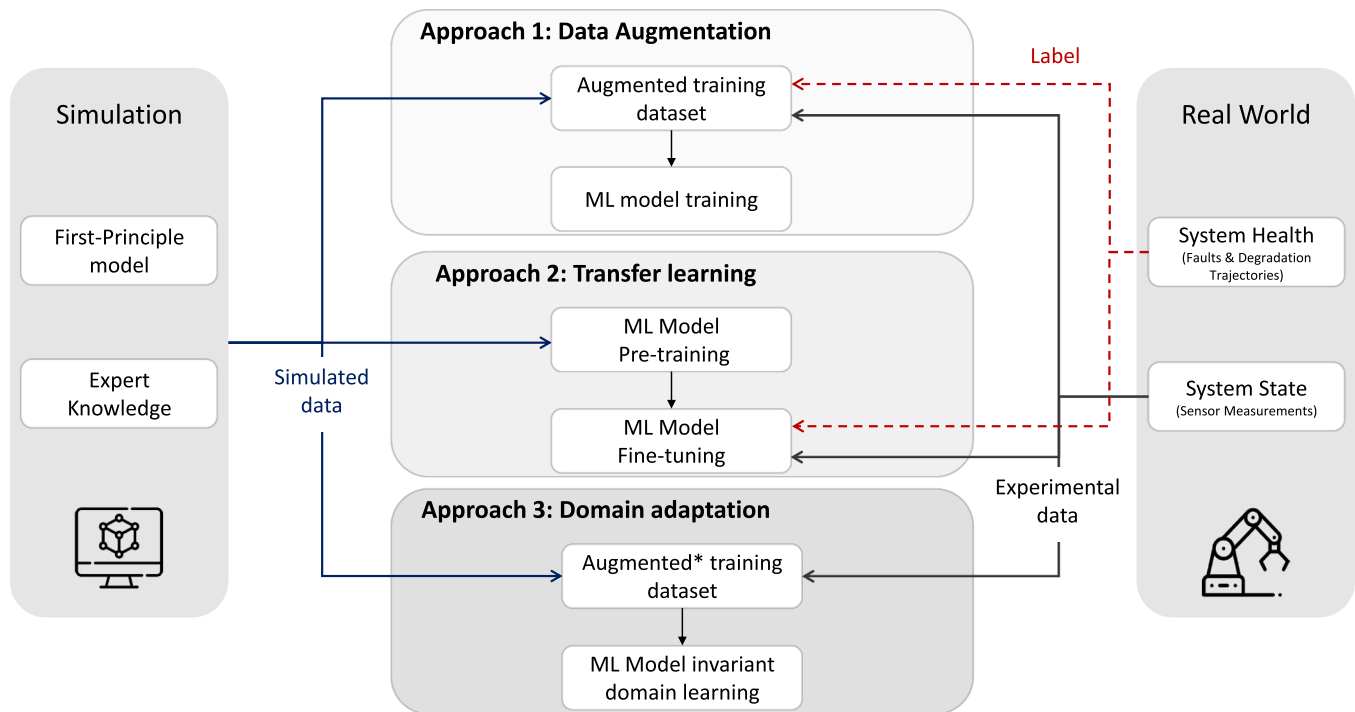 Simulation
First-Principle
model
Expert
Knowledge
Simulated
data
Approach 1: Data Augmentation
Augmented training
dataset
ML model training
Approach 2: Transfer learning
ML Model
Pre-training
ML Model
Fine-tuning
Approach 3: Domain adaptation
Augmented* training
dataset
ML Model invariant
domain learning
Label
Experimental
data
Real World
System Health
(Faults & Degradation
Trajectories)
System State
(Sensor Measurements)